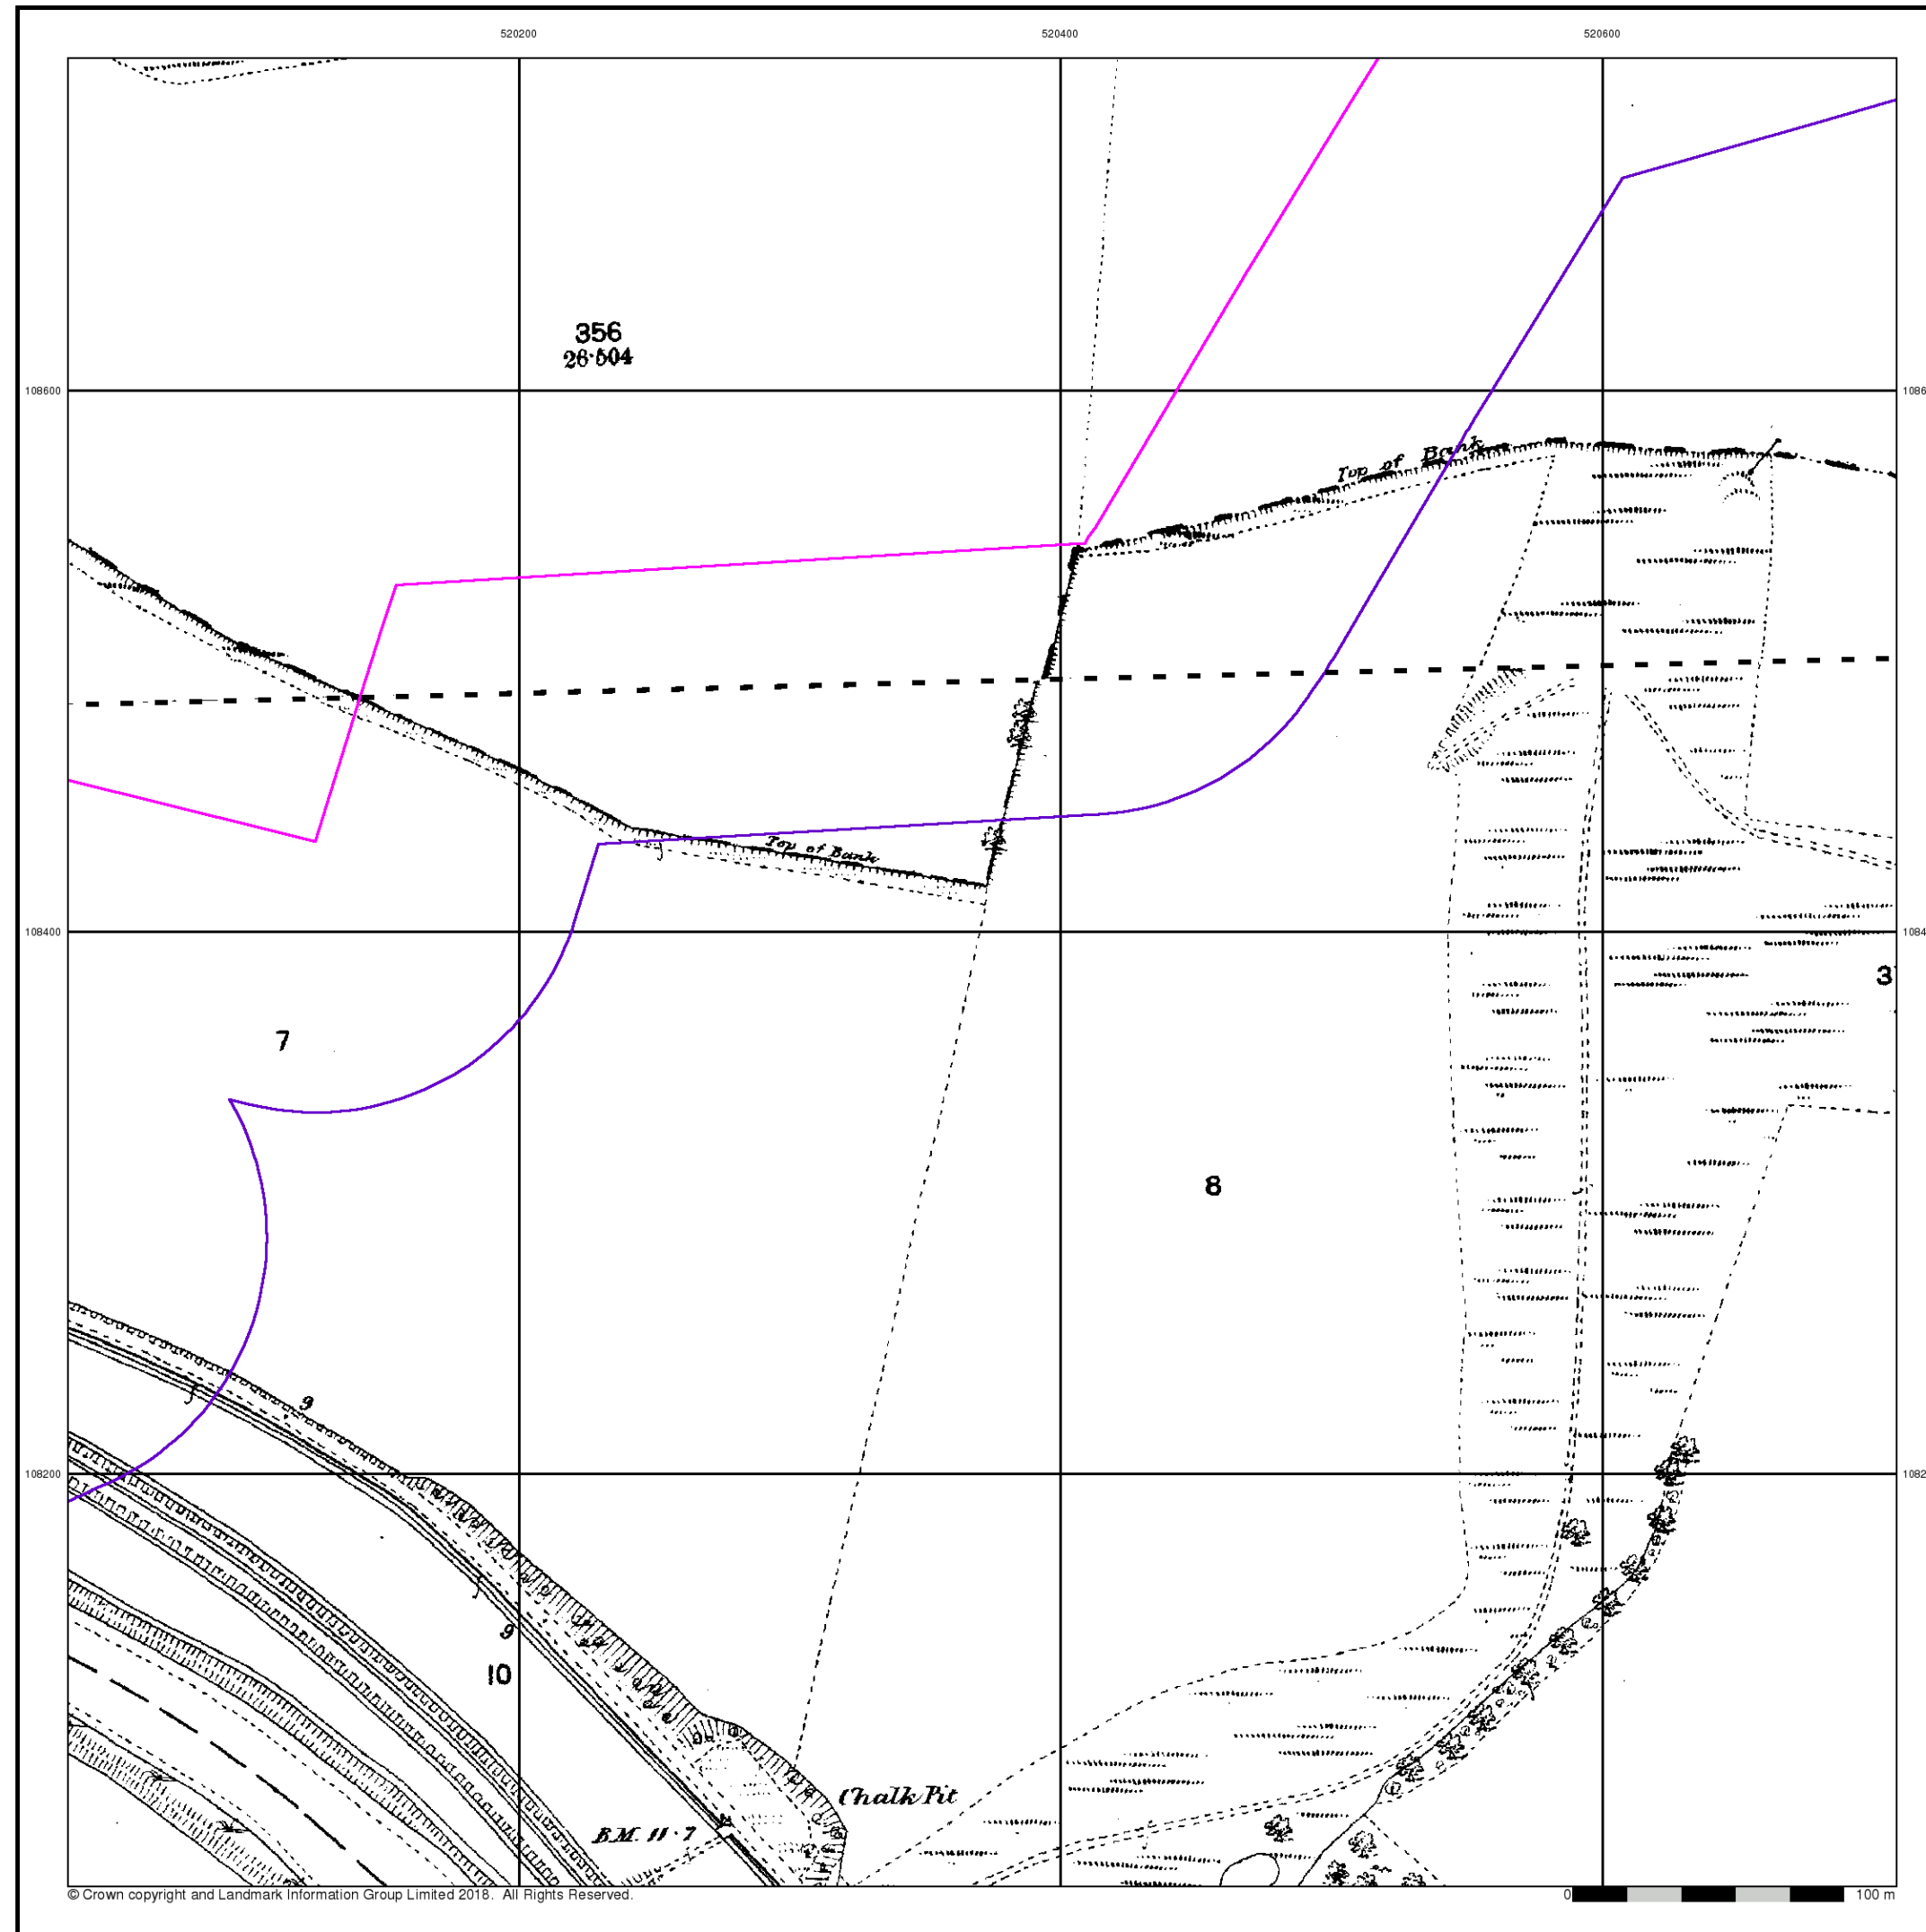 520200
520400
520600
356
26·504
108600
1086
Top of Bank
Top of Bank
108400
1084
3
7
8
9
108200
1082
9
10
Chalk Pit
B.M. 11·7
© Crown copyright and Landmark Information Group Limited 2018. All Rights Reserved.
0 100 m